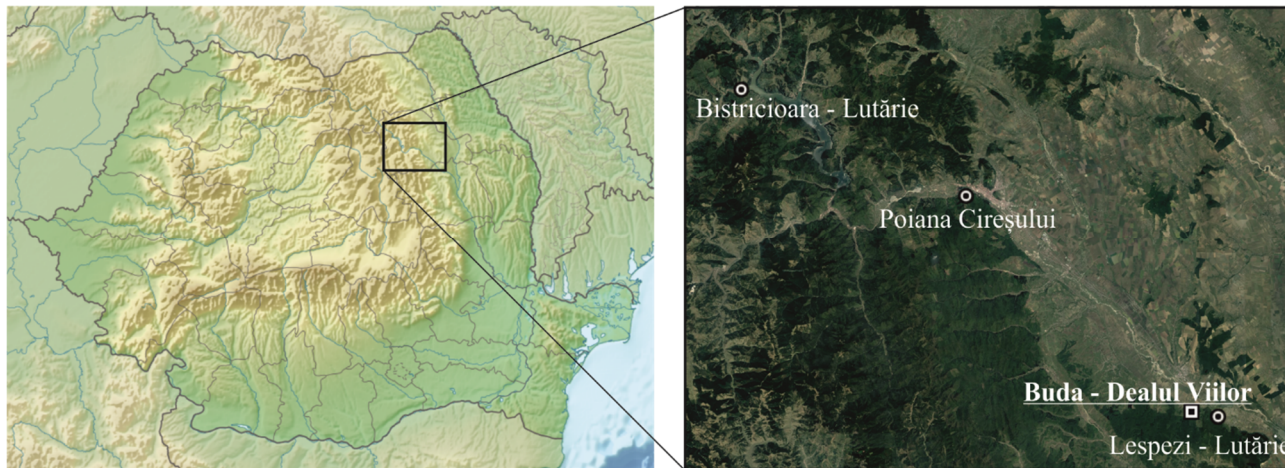 Bistricioara - Lutărie
Poiana Cireșului
Buda - Dealul Viilor
Lespezi - Lutărie